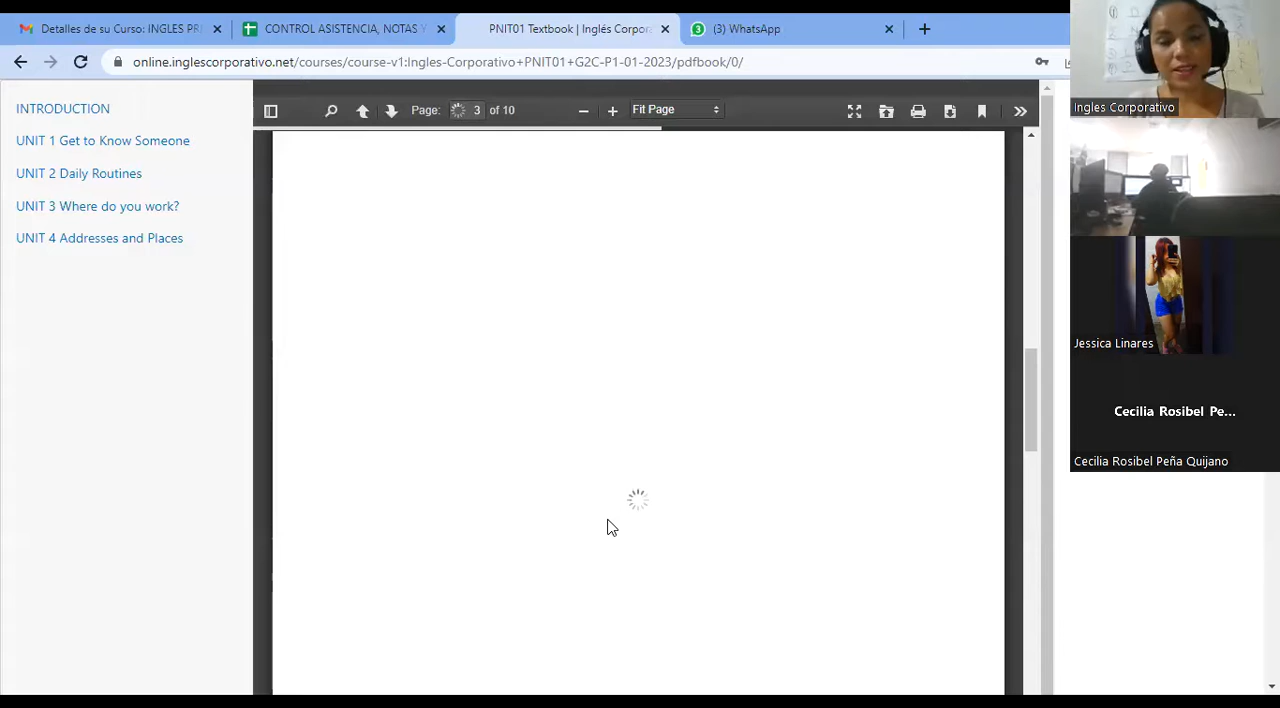 Detalles de su Curso: INGLES PRI
CONTROL ASISTENCIA, NOTAS Y
PNIT01 Textbook | Inglés Corpora
(3) WhatsApp
online.inglescorporativo.net/courses/course-v1:Ingles-Corporativo+PNIT01+G2C-P1-01-2023/pdfbook/0/
INTRODUCTION
UNIT 1 Get to Know Someone
UNIT 2 Daily Routines
UNIT 3 Where do you work?
UNIT 4 Addresses and Places
Page: 3 of 10
Fit Page
Ingles Corporativo
Jessica Linares
Cecilia Rosibel Pe...
Cecilia Rosibel Peña Quijano